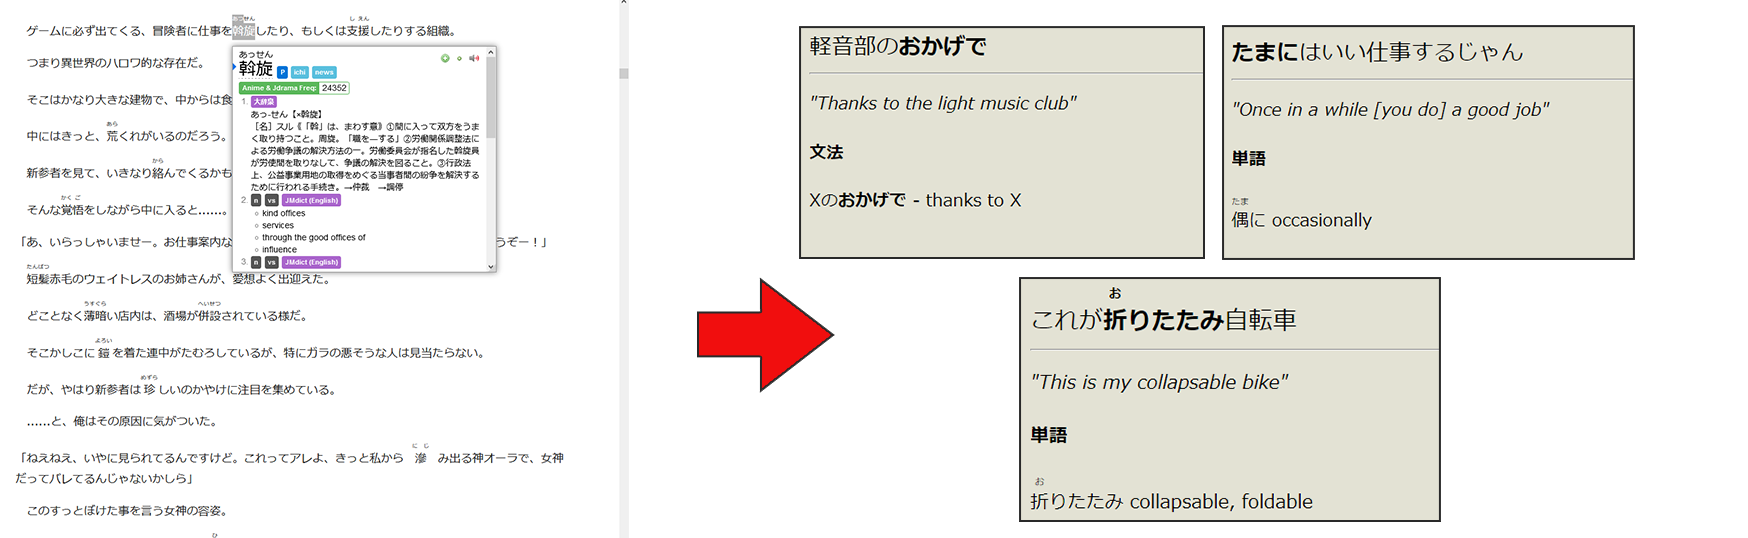 ゲームに必ず出てくる、冒険者に仕事を斡旋したり、もしくは支援したりする組織。
あっせん
しえん
つまり異世界のハロワ的な存在だ。
そこはかなり大きな建物で、中からは食
中にはきっと、荒くれがいるのだろう。
あら
新参者を見て、いきなり絡んでくるかも
から
そんな覚悟をしながら中に入ると......。
かくご
「あ、いらっしゃいませー。お仕事案内な
うぞー！」
たんぱつ
短髪赤毛のウェイトレスのお姉さんが、愛想よく出迎えた。
うすぐら
へいせつ
どことなく薄暗い店内は、酒場が併設されている様だ。
よろい
そこかしこに鎧を着た連中がたむろしているが、特にガラの悪そうな人は見当たらない。
めずら
だが、やはり新参者は珍しいのかやけに注目を集めている。
......と、俺はその原因に気がついた。
にじ
「ねえねえ、いやに見られてるんですけど。これってアレよ、きっと私から滲み出る神オーラで、女神
だってバレてるんじゃないかしら」
このすっとぼけた事を言う女神の容姿。
ひ
あっせん
斡旋 P ichi news
Anime & Jdrama Freq: 24352
1. 大辞泉
あっ‐せん【×斡旋】
［名］スル《「斡」は、まわす意》①間に入って双方をうま
く取り持つこと。周旋。「職を―する」②労働関係調整法に
よる労働争議の解決方法の一。労働委員会が指名した斡旋員
が労使間を取りなして、争議の解決を図ること。③行政法
上、公益事業用地の取得をめぐる当事者間の紛争を解決する
ために行われる手続き。→仲裁 →調停
2. n vs JMdict (English)
kind offices
services
through the good offices of
influence
3. n vs JMdict (English)
軽音部のおかげで
"Thanks to the light music club"
文法
Xのおかげで - thanks to X
たまにはいい仕事するじゃん
"Once in a while [you do] a good job"
単語
たま
偶に occasionally
お
これが折りたたみ自転車
"This is my collapsable bike"
単語
お
折りたたみ collapsable, foldable